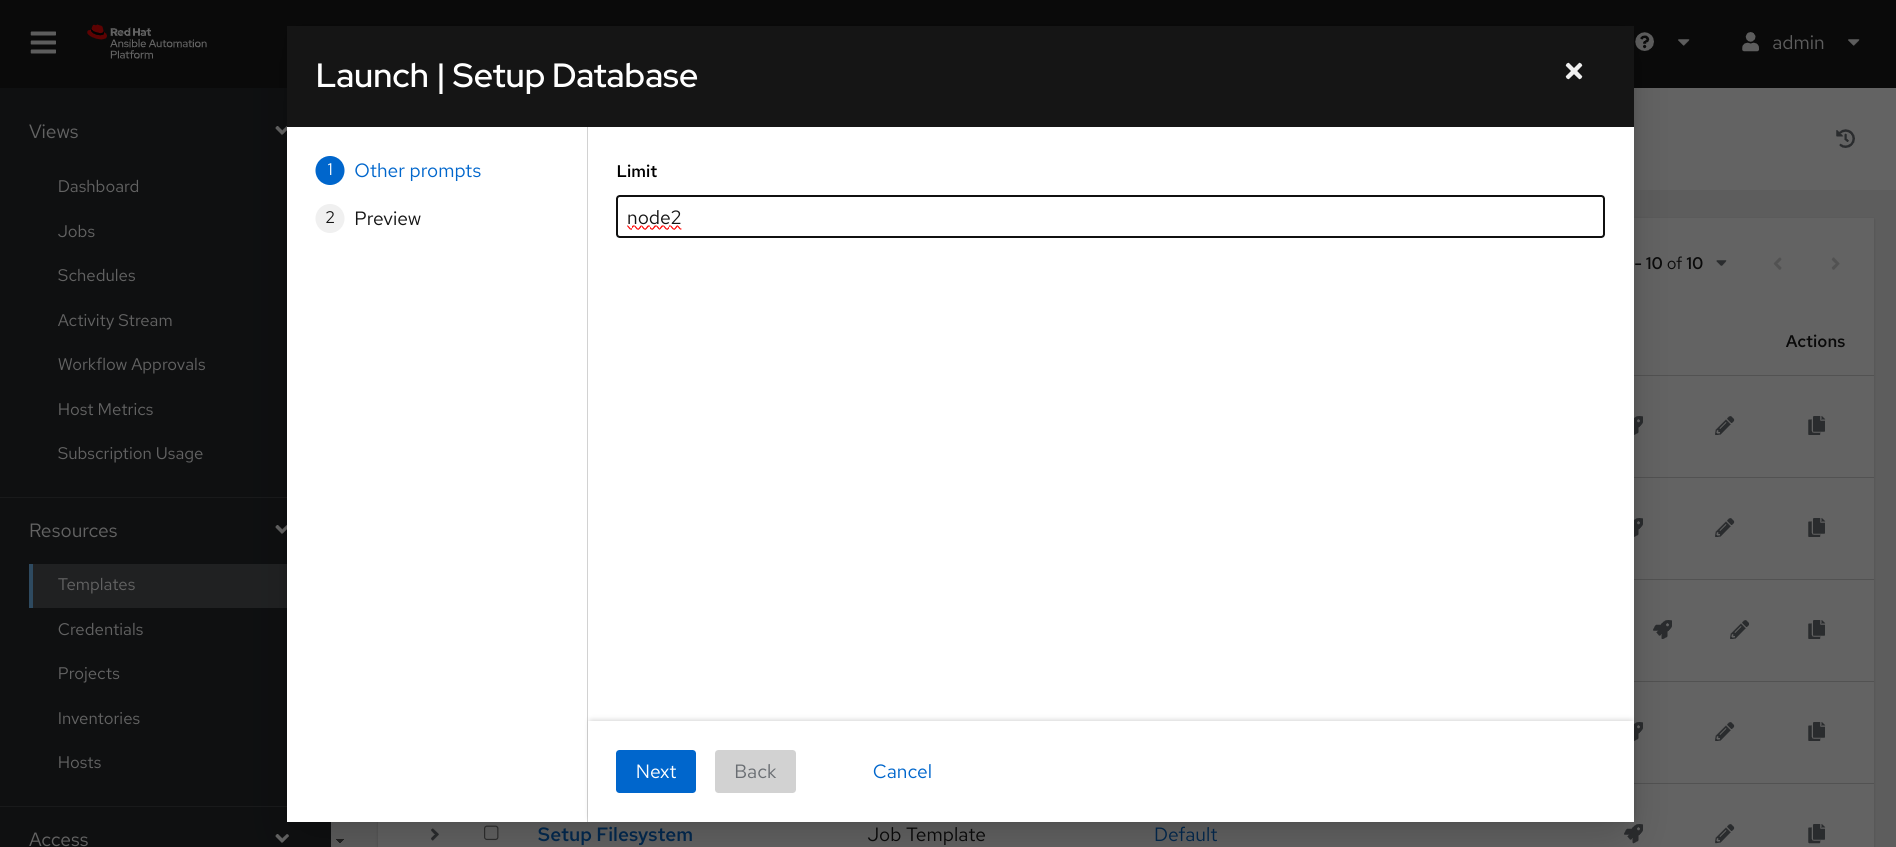 Red Hat
Ansible Automation
Platform
admin
Launch | Setup Database
Views
Dashboard
Jobs
Schedules
Activity Stream
Workflow Approvals
Host Metrics
Subscription Usage
Resources
Templates
Credentials
Projects
Inventories
Hosts
Access
1 Other prompts
2 Preview
Limit
node2
- 10 of 10
Actions
Next Back Cancel
Setup Filesystem Job Template Default